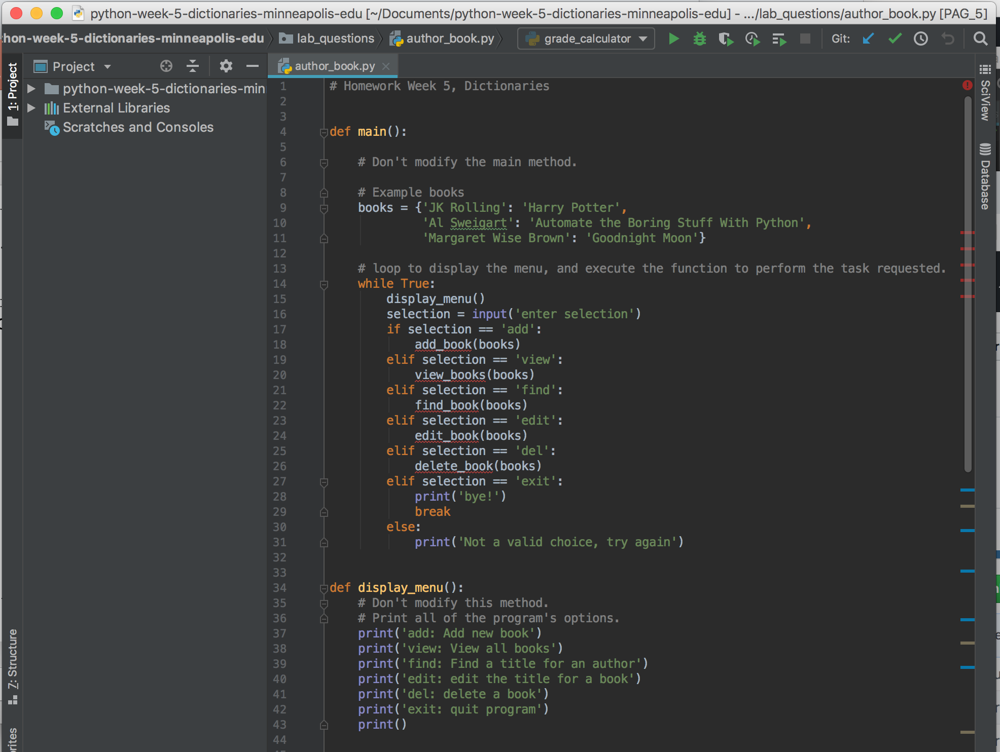 python-week-5-dictionaries-minneapolis-edu [~/Documents/python-week-5-dictionaries-minneapolis-edu] - .../lab_questions/author_book.py [PAG_5]
hon-week-5-dictionaries-minneapolis-edu lab_questions author_book.py grade_calculator Git:
1: Project
Project
python-week-5-dictionaries-min
External Libraries
Scratches and Consoles
7: Structure
author_book.py
1 # Homework Week 5, Dictionaries
2
3
4 def main():
5
6     # Don't modify the main method.
7
8     # Example books
9     books = {'JK Rolling': 'Harry Potter',
10              'Al Sweigart': 'Automate the Boring Stuff With Python',
11              'Margaret Wise Brown': 'Goodnight Moon'}
12
13     # loop to display the menu, and execute the function to perform the task requested.
14     while True:
15         display_menu()
16         selection = input('enter selection')
17         if selection == 'add':
18             add_book(books)
19         elif selection == 'view':
20             view_books(books)
21         elif selection == 'find':
22             find_book(books)
23         elif selection == 'edit':
24             edit_book(books)
25         elif selection == 'del':
26             delete_book(books)
27         elif selection == 'exit':
28             print('bye!')
29             break
30         else:
31             print('Not a valid choice, try again')
32
33
34 def display_menu():
35     # Don't modify this method.
36     # Print all of the program's options.
37     print('add: Add new book')
38     print('view: View all books')
39     print('find: Find a title for an author')
40     print('edit: edit the title for a book')
41     print('del: delete a book')
42     print('exit: quit program')
43     print()
44
SciView
Database